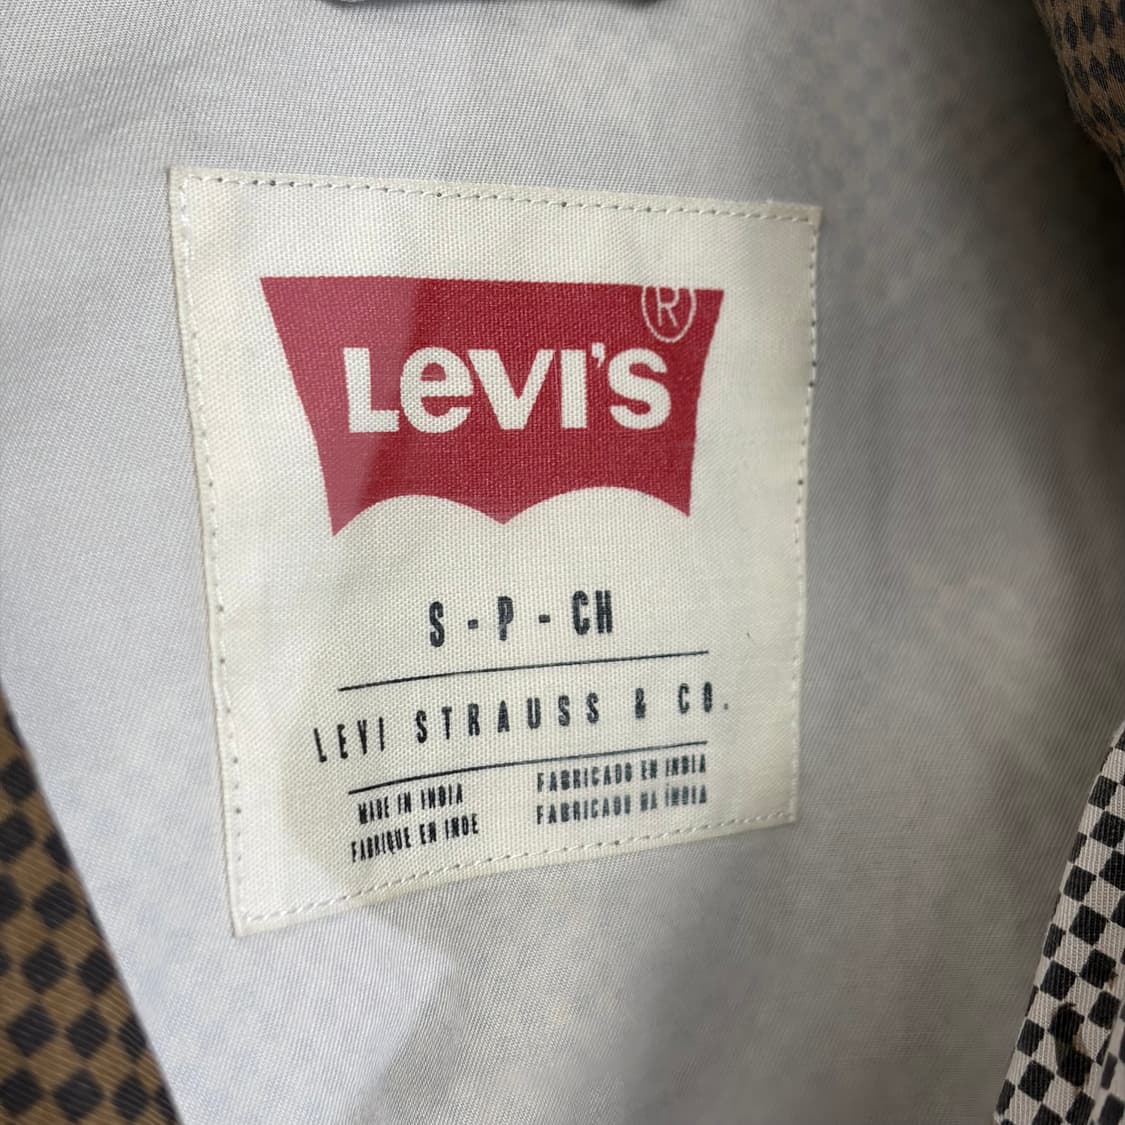 LEVI'S ®
S - P - CH
LEVI STRAUSS & CO.
MADE IN INDIA
FABRIQUE EN INDE
FABRICADO EN INDIA
FABRICADO NA ÍNDIA